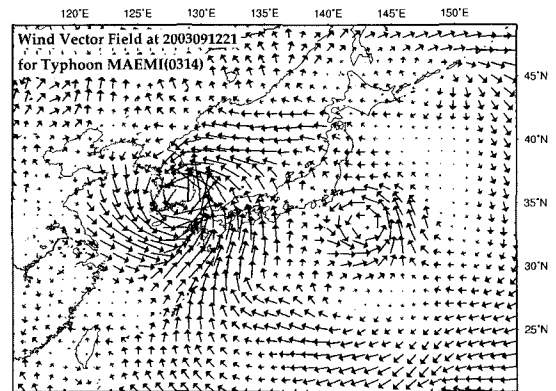 120°E 125°E 130°E 135°E 140°E 145°E 150°E
Wind Vector Field at 2003091221
for Typhoon MAEMI(0314)
45°N
40°N
35°N
30°N
25°N